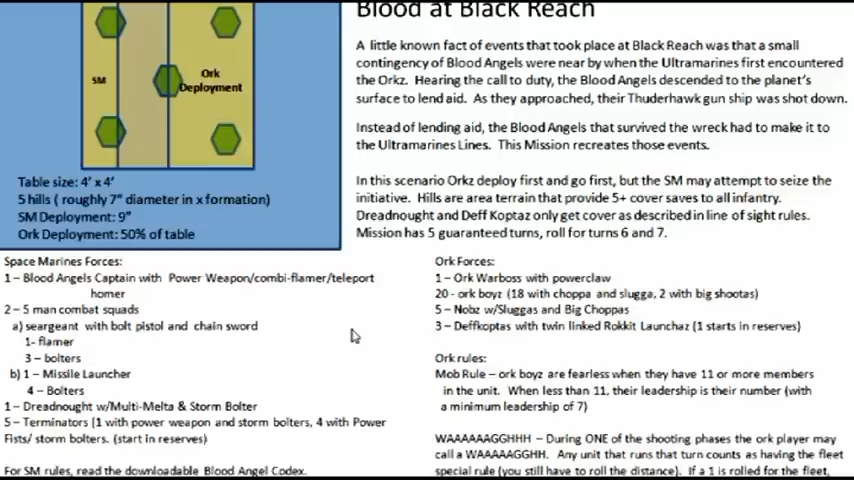 Blood at Black Reach
A little known fact of events that took place at Black Reach was that a small
contingency of Blood Angels were near by when the Ultramarines first encountered
the Orkz. Hearing the call to duty, the Blood Angels descended to the planet's
surface to lend aid. As they approached, their Thuderhawk gun ship was shot down.
Instead of lending aid, the Blood Angels that survived the wreck had to make it to
the Ultramarines Lines. This Mission recreates those events.
In this scenario Orkz deploy first and go first, but the SM may attempt to seize the
initiative. Hills are area terrain that provide 5+ cover saves to all infantry.
Dreadnought and Deff Koptaz only get cover as described in line of sight rules.
Mission has 5 guaranteed turns, roll for turns 6 and 7.
SM
Ork
Deployment
Table size: 4' x 4'
5 hills ( roughly 7" diameter in x formation)
SM Deployment: 9"
Ork Deployment: 50% of table
Space Marines Forces:
1 – Blood Angels Captain with Power Weapon/combi-flamer/teleport
homer
2 – 5 man combat squads
a) seargeant with bolt pistol and chain sword
1- flamer
3 – bolters
b) 1 – Missile Launcher
4 – Bolters
1 – Dreadnought w/Multi-Melta & Storm Bolter
5 – Terminators (1 with power weapon and storm bolters, 4 with Power
Fists/ storm bolters. (start in reserves)
For SM rules, read the downloadable Blood Angel Codex.
Ork Forces:
1 – Ork Warboss with powerclaw
20 - ork boyz (18 with choppa and slugga, 2 with big shootas)
5 – Nobz w/Sluggas and Big Choppas
3 – Deffkoptas with twin linked Rokkit Launchaz (1 starts in reserves)
Ork rules:
Mob Rule – ork boyz are fearless when they have 11 or more members
in the unit. When less than 11, their leadership is their number (with
a minimum leadership of 7)
WAAAAAAGGHHH – During ONE of the shooting phases the ork player may
call a WAAAAAAGGHH. Any unit that runs that turn counts as having the fleet
special rule (you still have to roll the distance). If a 1 is rolled for the fleet,